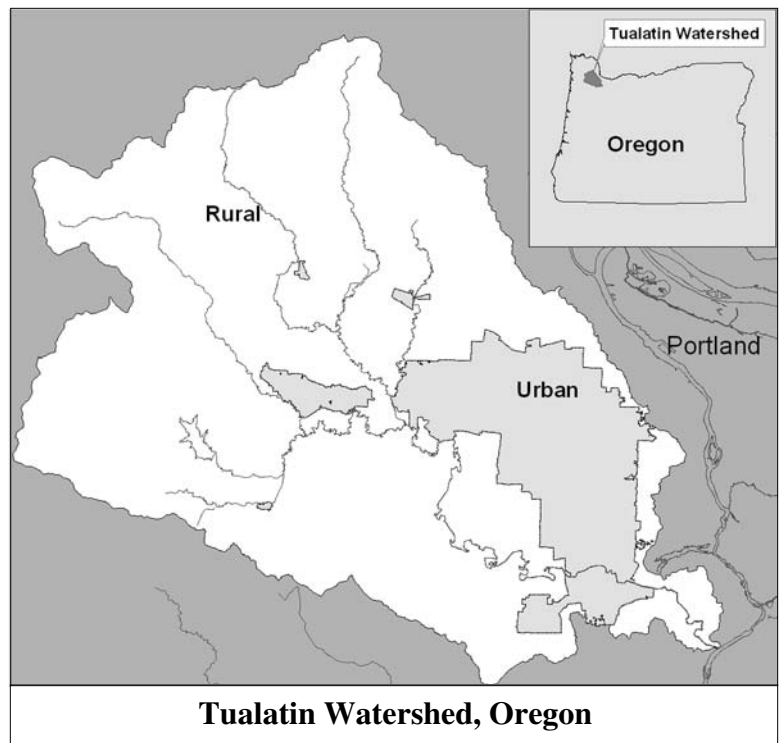 Tualatin Watershed
Oregon
Rural
Portland
Urban
Tualatin Watershed, Oregon